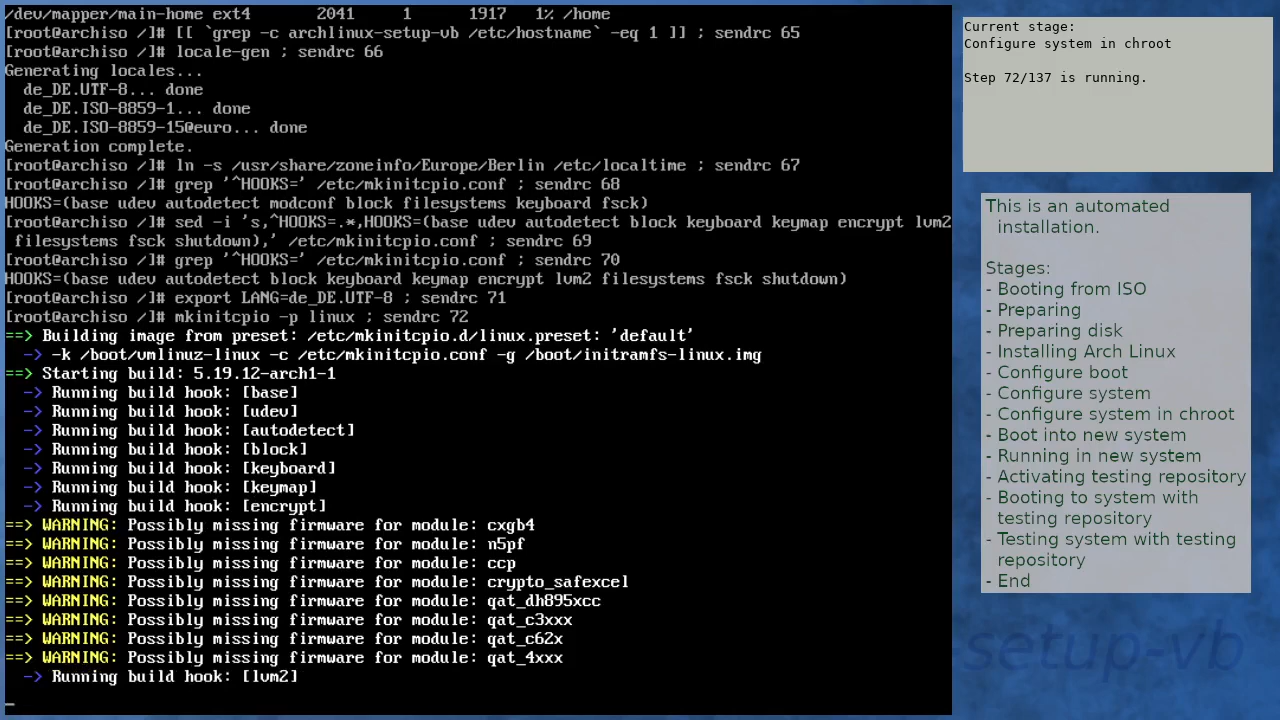 /dev/mapper/main-home ext4       2041     1      1917   1% /home
[root@archiso /]# [[ `grep -c archlinux-setup-vb /etc/hostname` -eq 1 ]] ; sendrc 65
[root@archiso /]# locale-gen ; sendrc 66
Generating locales...
  de_DE.UTF-8... done
  de_DE.ISO-8859-1... done
  de_DE.ISO-8859-15@euro... done
Generation complete.
[root@archiso /]# ln -s /usr/share/zoneinfo/Europe/Berlin /etc/localtime ; sendrc 67
[root@archiso /]# grep '^HOOKS=' /etc/mkinitcpio.conf ; sendrc 68
HOOKS=(base udev autodetect modconf block filesystems keyboard fsck)
[root@archiso /]# sed -i 's,^HOOKS=.*,HOOKS=(base udev autodetect block keyboard keymap encrypt lvm2
 filesystems fsck shutdown),' /etc/mkinitcpio.conf ; sendrc 69
[root@archiso /]# grep '^HOOKS=' /etc/mkinitcpio.conf ; sendrc 70
HOOKS=(base udev autodetect block keyboard keymap encrypt lvm2 filesystems fsck shutdown)
[root@archiso /]# export LANG=de_DE.UTF-8 ; sendrc 71
[root@archiso /]# mkinitcpio -p linux ; sendrc 72
==> Building image from preset: /etc/mkinitcpio.d/linux.preset: 'default'
  -> -k /boot/vmlinuz-linux -c /etc/mkinitcpio.conf -g /boot/initramfs-linux.img
==> Starting build: 5.19.12-arch1-1
  -> Running build hook: [base]
  -> Running build hook: [udev]
  -> Running build hook: [autodetect]
  -> Running build hook: [block]
  -> Running build hook: [keyboard]
  -> Running build hook: [keymap]
  -> Running build hook: [encrypt]
==> WARNING: Possibly missing firmware for module: cxgb4
==> WARNING: Possibly missing firmware for module: n5pf
==> WARNING: Possibly missing firmware for module: ccp
==> WARNING: Possibly missing firmware for module: crypto_safexcel
==> WARNING: Possibly missing firmware for module: qat_dh895xcc
==> WARNING: Possibly missing firmware for module: qat_c3xxx
==> WARNING: Possibly missing firmware for module: qat_c62x
==> WARNING: Possibly missing firmware for module: qat_4xxx
  -> Running build hook: [lvm2]
Current stage:
Configure system in chroot
Step 72/137 is running.
This is an automated
installation.
Stages:
- Booting from ISO
- Preparing
- Preparing disk
- Installing Arch Linux
- Configure boot
- Configure system
- Configure system in chroot
- Boot into new system
- Running in new system
- Activating testing repository
- Booting to system with
testing repository
- Testing system with testing
repository
- End
setup-vb